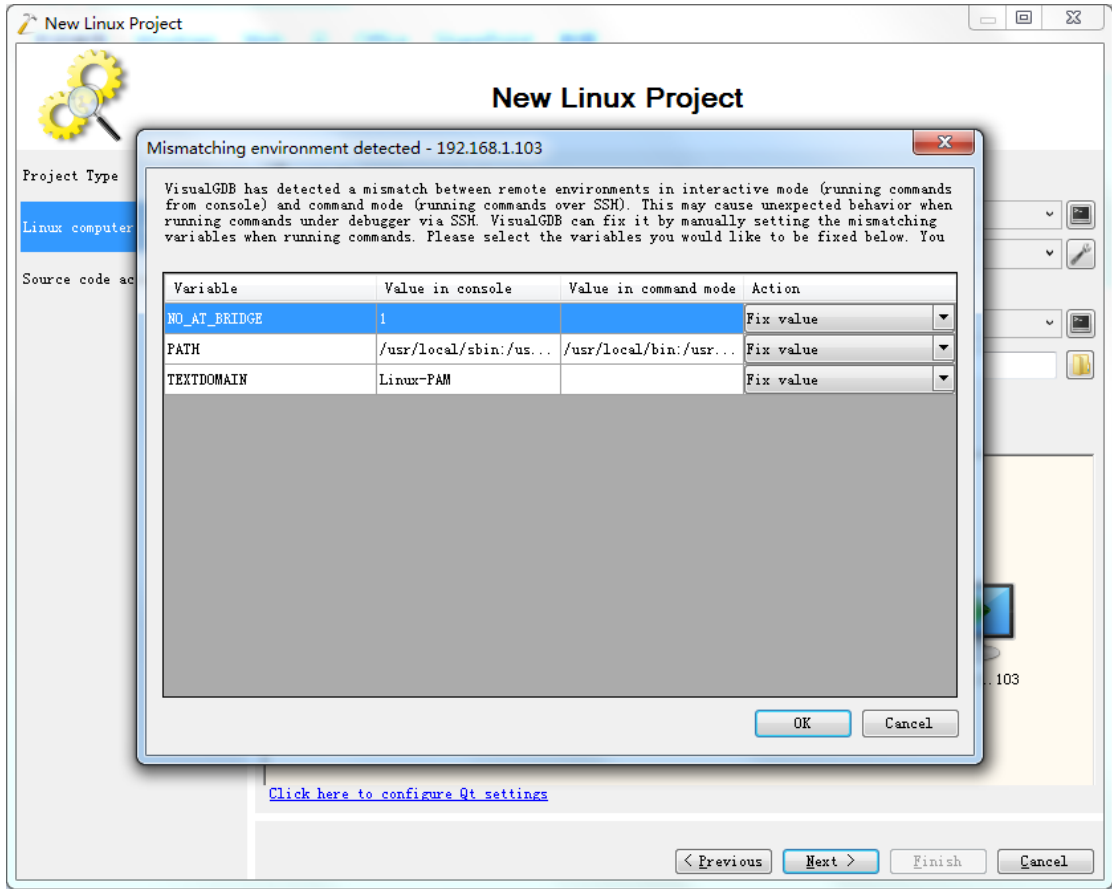 New Linux Project
New Linux Project
Mismatching environment detected - 192.168.1.103
Project Type
Linux computer
Source code ac
VisualGDB has detected a mismatch between remote environments in interactive mode (running commands
from console) and command mode (running commands over SSH). This may cause unexpected behavior when
running commands under debugger via SSH. VisualGDB can fix it by manually setting the mismatching
variables when running commands. Please select the variables you would like to be fixed below. You
Variable Value in console Value in command mode Action
NO_AT_BRIDGE 1 Fix value
PATH /usr/local/sbin:/us... /usr/local/bin:/usr... Fix value
TEXTDOMAIN Linux-PAM Fix value
.103
OK Cancel
Click here to configure Qt settings
< Previous Next > Finish Cancel